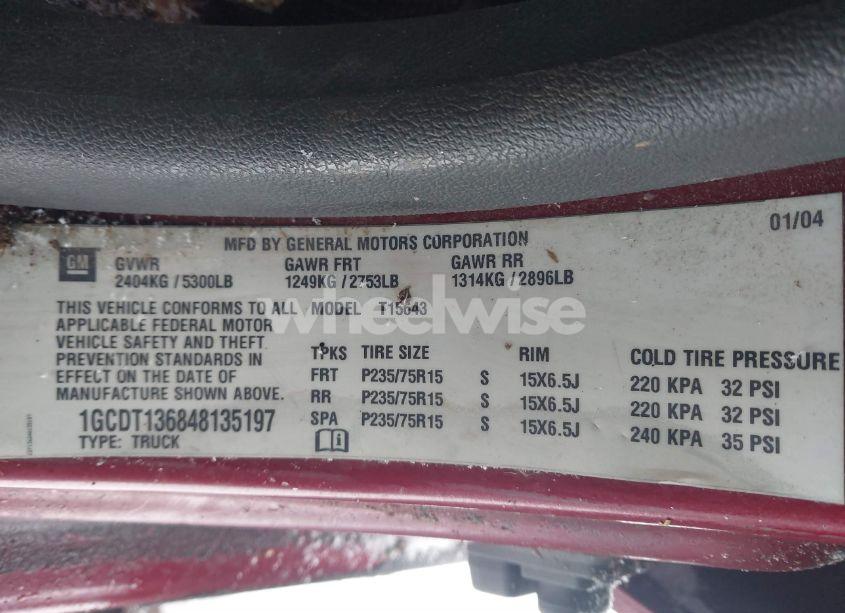 01/04
MFD BY GENERAL MOTORS CORPORATION
GM GVWR GAWR FRT GAWR RR
2404KG / 5300LB 1249KG / 2753LB 1314KG / 2896LB
THIS VEHICLE CONFORMS TO ALL MODEL T15643
APPLICABLE FEDERAL MOTOR
VEHICLE SAFETY AND THEFT
PREVENTION STANDARDS IN
EFFECT ON THE DATE OF
MANUFACTURE SHOWN ABOVE.
1GCDT136848135197
TYPE: TRUCK
TPKS TIRE SIZE RIM COLD TIRE PRESSURE
FRT P235/75R15 S 15X6.5J 220 KPA 32 PSI
RR P235/75R15 S 15X6.5J 220 KPA 32 PSI
SPA P235/75R15 S 15X6.5J 240 KPA 35 PSI
wheelwise